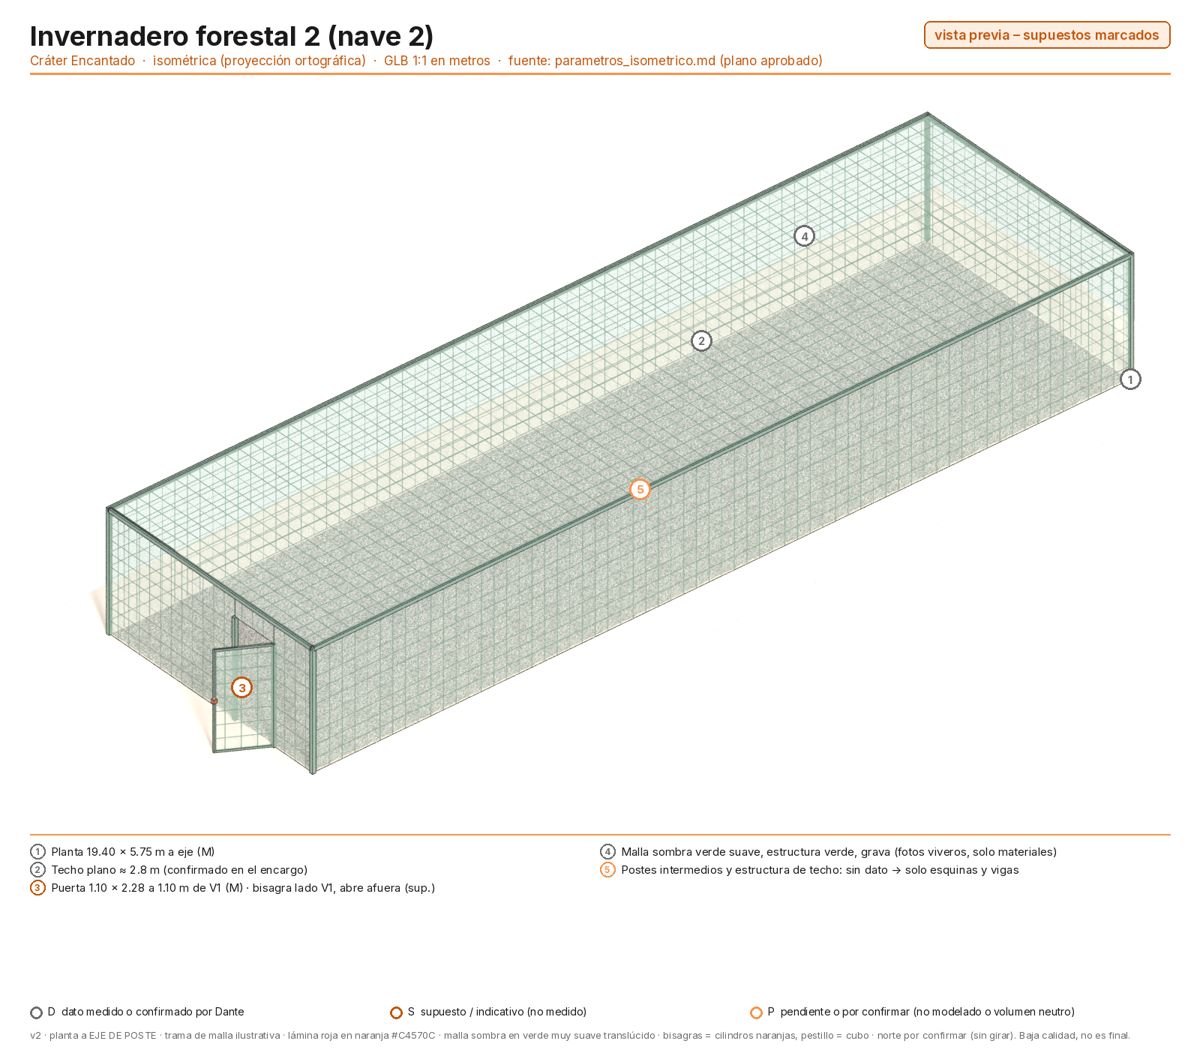 Invernadero forestal 2 (nave 2)
vista previa – supuestos marcados
Cráter Encantado · isométrica (proyección ortográfica) · GLB 1:1 en metros · fuente: parametros_isometrico.md (plano aprobado)
4
2
1
5
3
1 Planta 19.40 × 5.75 m a eje (M)
2 Techo plano ≈ 2.8 m (confirmado en el encargo)
3 Puerta 1.10 × 2.28 a 1.10 m de V1 (M) · bisagra lado V1, abre afuera (sup.)
4 Malla sombra verde suave, estructura verde, grava (fotos viveros, solo materiales)
5 Postes intermedios y estructura de techo: sin dato → solo esquinas y vigas
D dato medido o confirmado por Dante
S supuesto / indicativo (no medido)
P pendiente o por confirmar (no modelado o volumen neutro)
v2 · planta a EJE DE POSTE · trama de malla ilustrativa · lámina roja en naranja #C4570C · malla sombra en verde muy suave translúcido · bisagras = cilindros naranjas, pestillo = cubo · norte por confirmar (sin girar). Baja calidad, no es final.